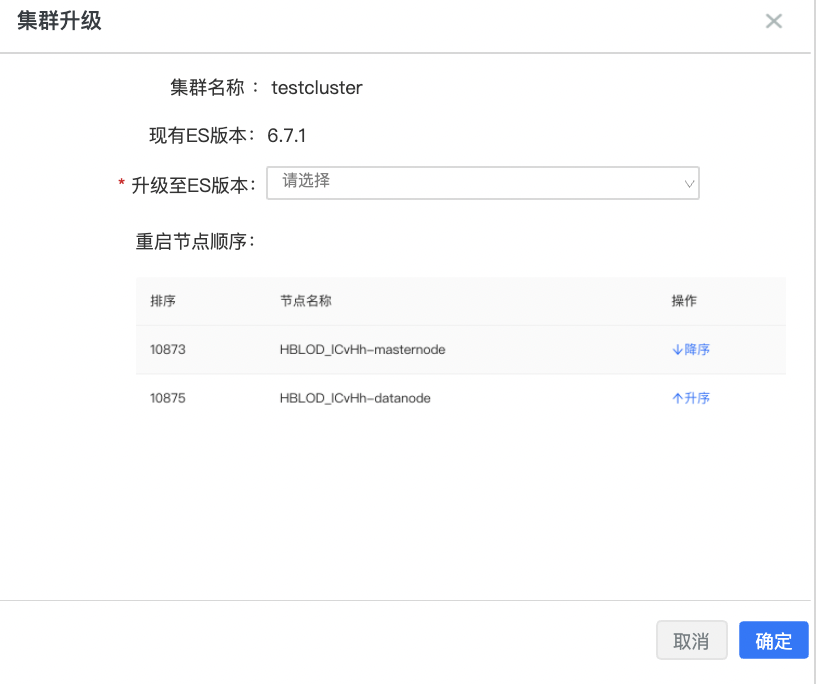 集群升级
集群名称： testcluster
现有ES版本： 6.7.1
* 升级至ES版本： 请选择
重启节点顺序：
排序 节点名称 操作
10873 HBLOD_lCvHh-masternode ↓降序
10875 HBLOD_lCvHh-datanode ↑升序
取消 确定